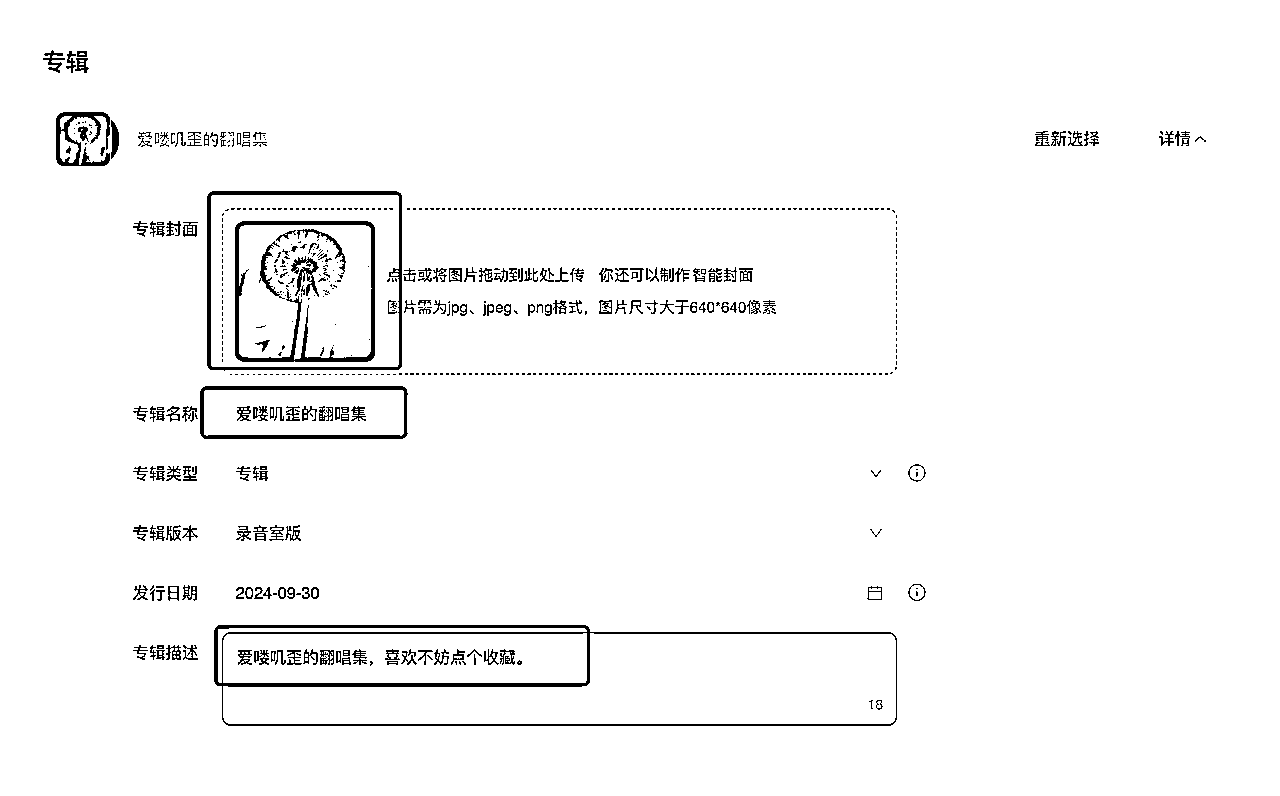 专辑
爱喽叽歪的翻唱集 重新选择 详情
专辑封面
点击或将图片拖动到此处上传 你还可以制作智能封面
图片需为jpg、jpeg、png格式，图片尺寸大于640*640像素
专辑名称 爱喽叽歪的翻唱集
专辑类型 专辑
专辑版本 录音室版
发行日期 2024-09-30
专辑描述 爱喽叽歪的翻唱集，喜欢不妨点个收藏。
18